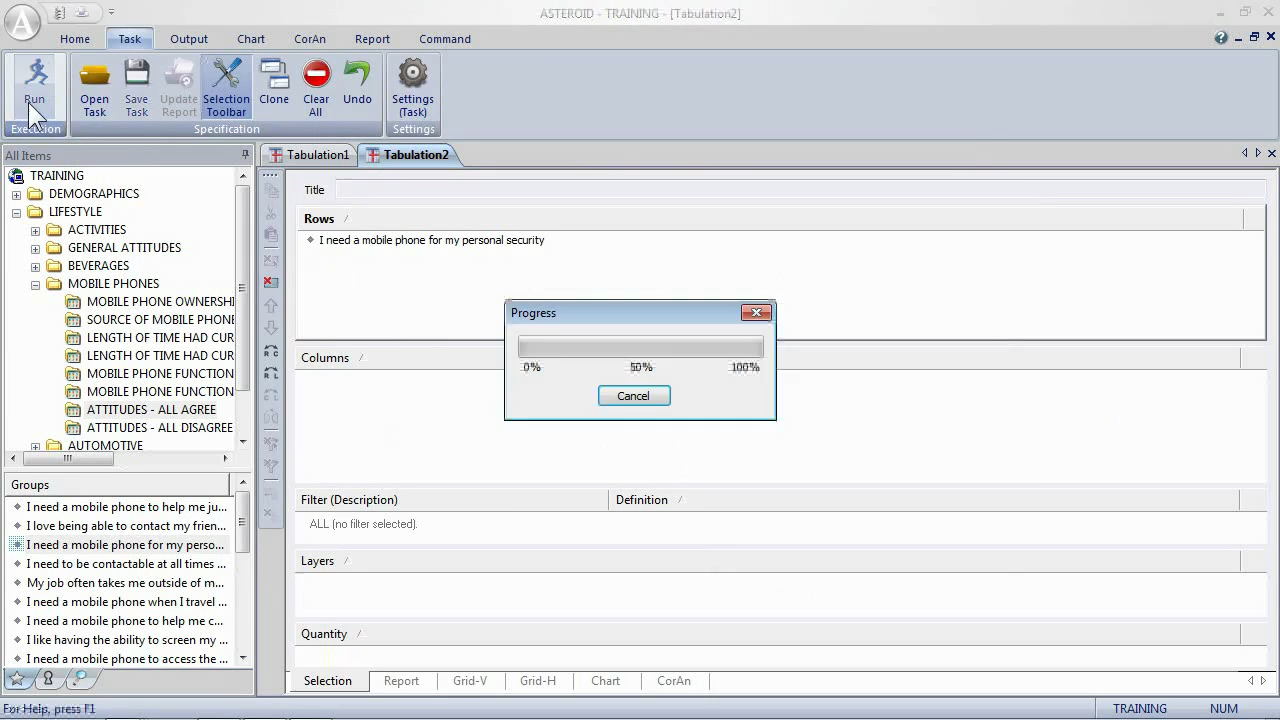 ASTEROID - TRAINING - [Tabulation2]
Home Task Output Chart CorAn Report Command
Run
Execution
Open Task
Save Task
Update Report
Selection Toolbar
Clone
Clear All
Undo
Specification
Settings (Task)
Settings
All Items
TRAINING
DEMOGRAPHICS
LIFESTYLE
ACTIVITIES
GENERAL ATTITUDES
BEVERAGES
MOBILE PHONES
MOBILE PHONE OWNERSHI
SOURCE OF MOBILE PHONE
LENGTH OF TIME HAD CUR
LENGTH OF TIME HAD CUR
MOBILE PHONE FUNCTION
MOBILE PHONE FUNCTION
ATTITUDES - ALL AGREE
ATTITUDES - ALL DISAGREE
AUTOMOTIVE
Groups
I need a mobile phone to help me ju...
I love being able to contact my frien...
I need a mobile phone for my perso...
I need to be contactable at all times ...
My job often takes me outside of m...
I need a mobile phone when I travel ...
I need a mobile phone to help me c...
I like having the ability to screen my ...
I need a mobile phone to access the ...
Tabulation1 Tabulation2
Title
Rows
I need a mobile phone for my personal security
Progress
0% 50% 100%
Cancel
Columns
Filter (Description) Definition
ALL (no filter selected).
Layers
Quantity
Selection Report Grid-V Grid-H Chart CorAn
For Help, press F1 TRAINING NUM